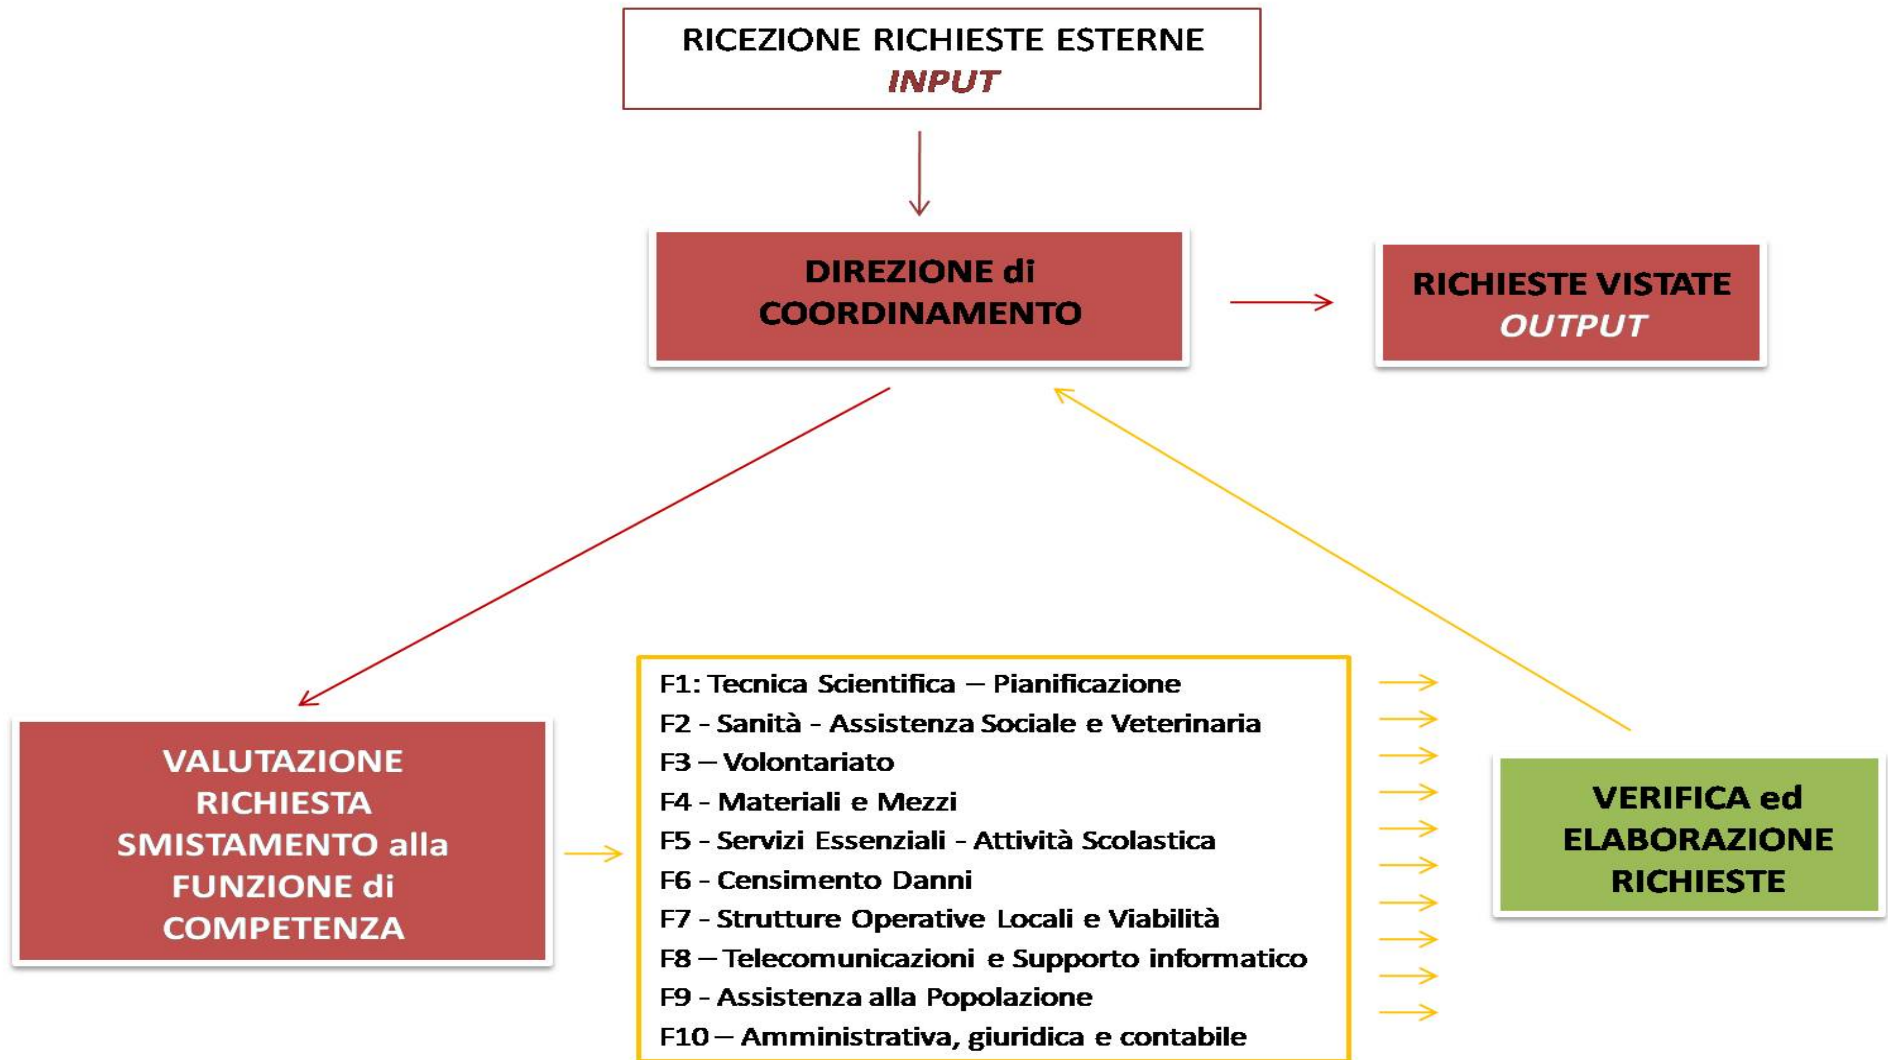 RICEZIONE RICHIESTE ESTERNE
INPUT
DIREZIONE di
COORDINAMENTO
RICHIESTE VISTATE
OUTPUT
VALUTAZIONE
RICHIESTA
SMISTAMENTO alla
FUNZIONE di
COMPETENZA
F1: Tecnica Scientifica – Pianificazione
F2 - Sanità - Assistenza Sociale e Veterinaria
F3 – Volontariato
F4 - Materiali e Mezzi
F5 - Servizi Essenziali - Attività Scolastica
F6 - Censimento Danni
F7 - Strutture Operative Locali e Viabilità
F8 – Telecomunicazioni e Supporto informatico
F9 - Assistenza alla Popolazione
F10 – Amministrativa, giuridica e contabile
VERIFICA ed
ELABORAZIONE
RICHIESTE